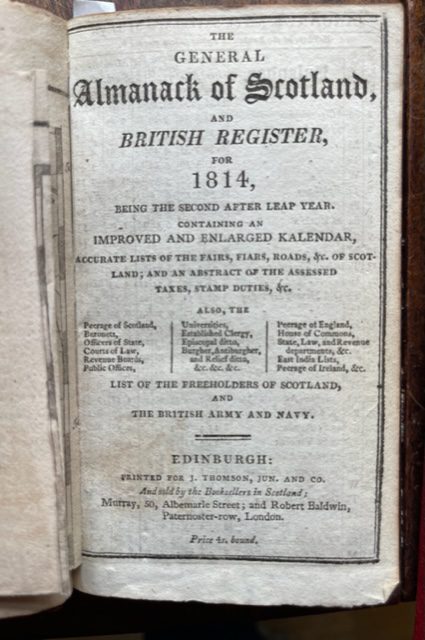 THE
GENERAL
Almanack of Scotland,
AND
BRITISH REGISTER,
FOR
1814,
BEING THE SECOND AFTER LEAP YEAR.
CONTAINING AN
IMPROVED AND ENLARGED KALENDAR,
ACCURATE LISTS OF THE FAIRS, FIARS, ROADS, &c. OF SCOT-
LAND; AND AN ABSTRACT OF THE ASSESSED
TAXES, STAMP DUTIES, &c.
ALSO, THE
Peerage of Scotland,
Baronets,
Officers of State,
Courts of Law,
Revenue Boards,
Public Offices,
Universities,
Established Clergy,
Episcopal ditto,
Burgher, Antiburgher,
and Relief ditto,
&c. &c. &c.
Peerage of England,
House of Commons,
State, Law, and Revenue
departments, &c.
East India Lists,
Peerage of Ireland, &c.
LIST OF THE FREEHOLDERS OF SCOTLAND,
AND
THE BRITISH ARMY AND NAVY.
EDINBURGH:
PRINTED FOR J. THOMSON, JUN. AND CO.
And sold by the Booksellers in Scotland;
Murray, 50, Albemarle Street; and Robert Baldwin,
Paternoster-row, London.
Price 4s. bound.